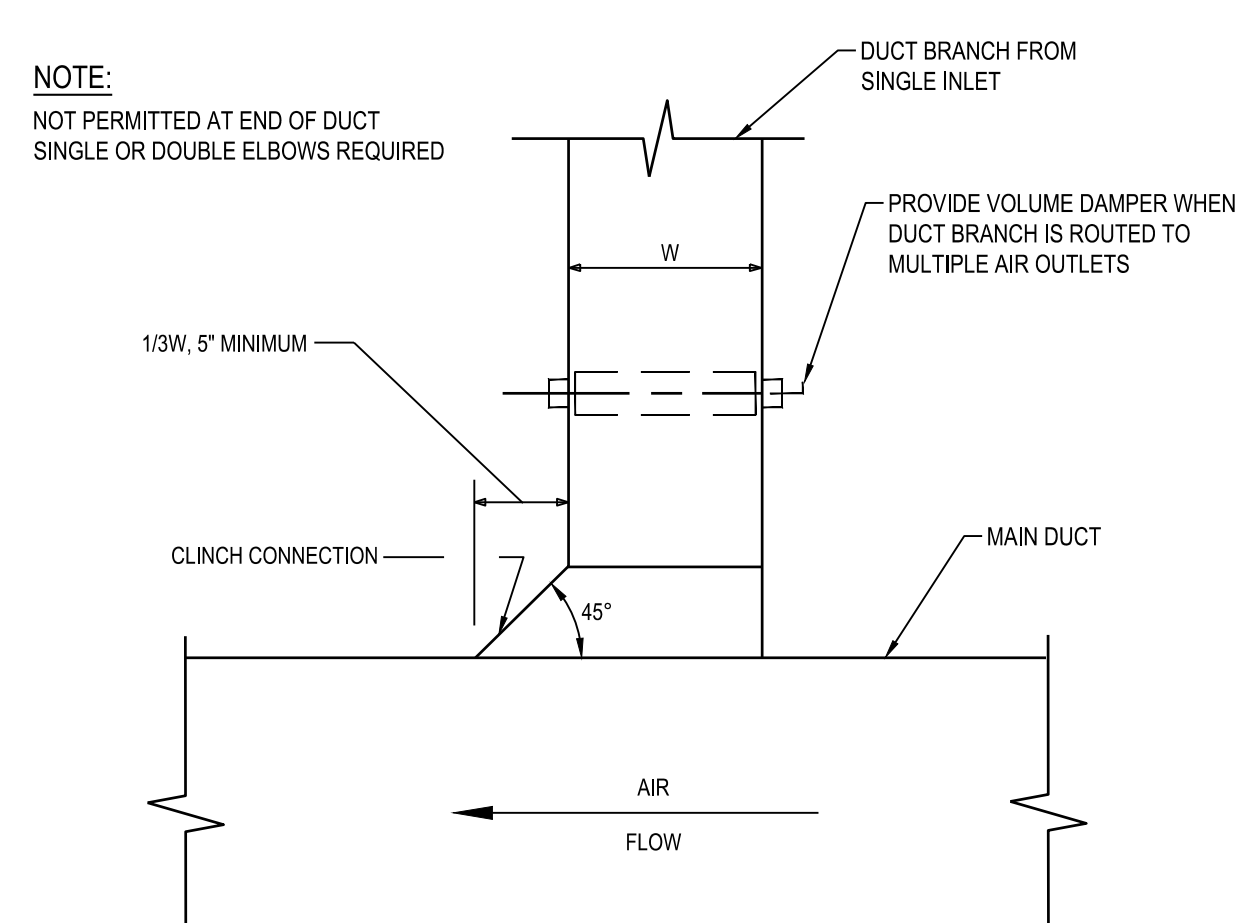 NOTE:
NOT PERMITTED AT END OF DUCT
SINGLE OR DOUBLE ELBOWS REQUIRED
DUCT BRANCH FROM
SINGLE INLET
PROVIDE VOLUME DAMPER WHEN
DUCT BRANCH IS ROUTED TO
MULTIPLE AIR OUTLETS
W
1/3W, 5" MINIMUM
CLINCH CONNECTION
45°
MAIN DUCT
AIR
FLOW